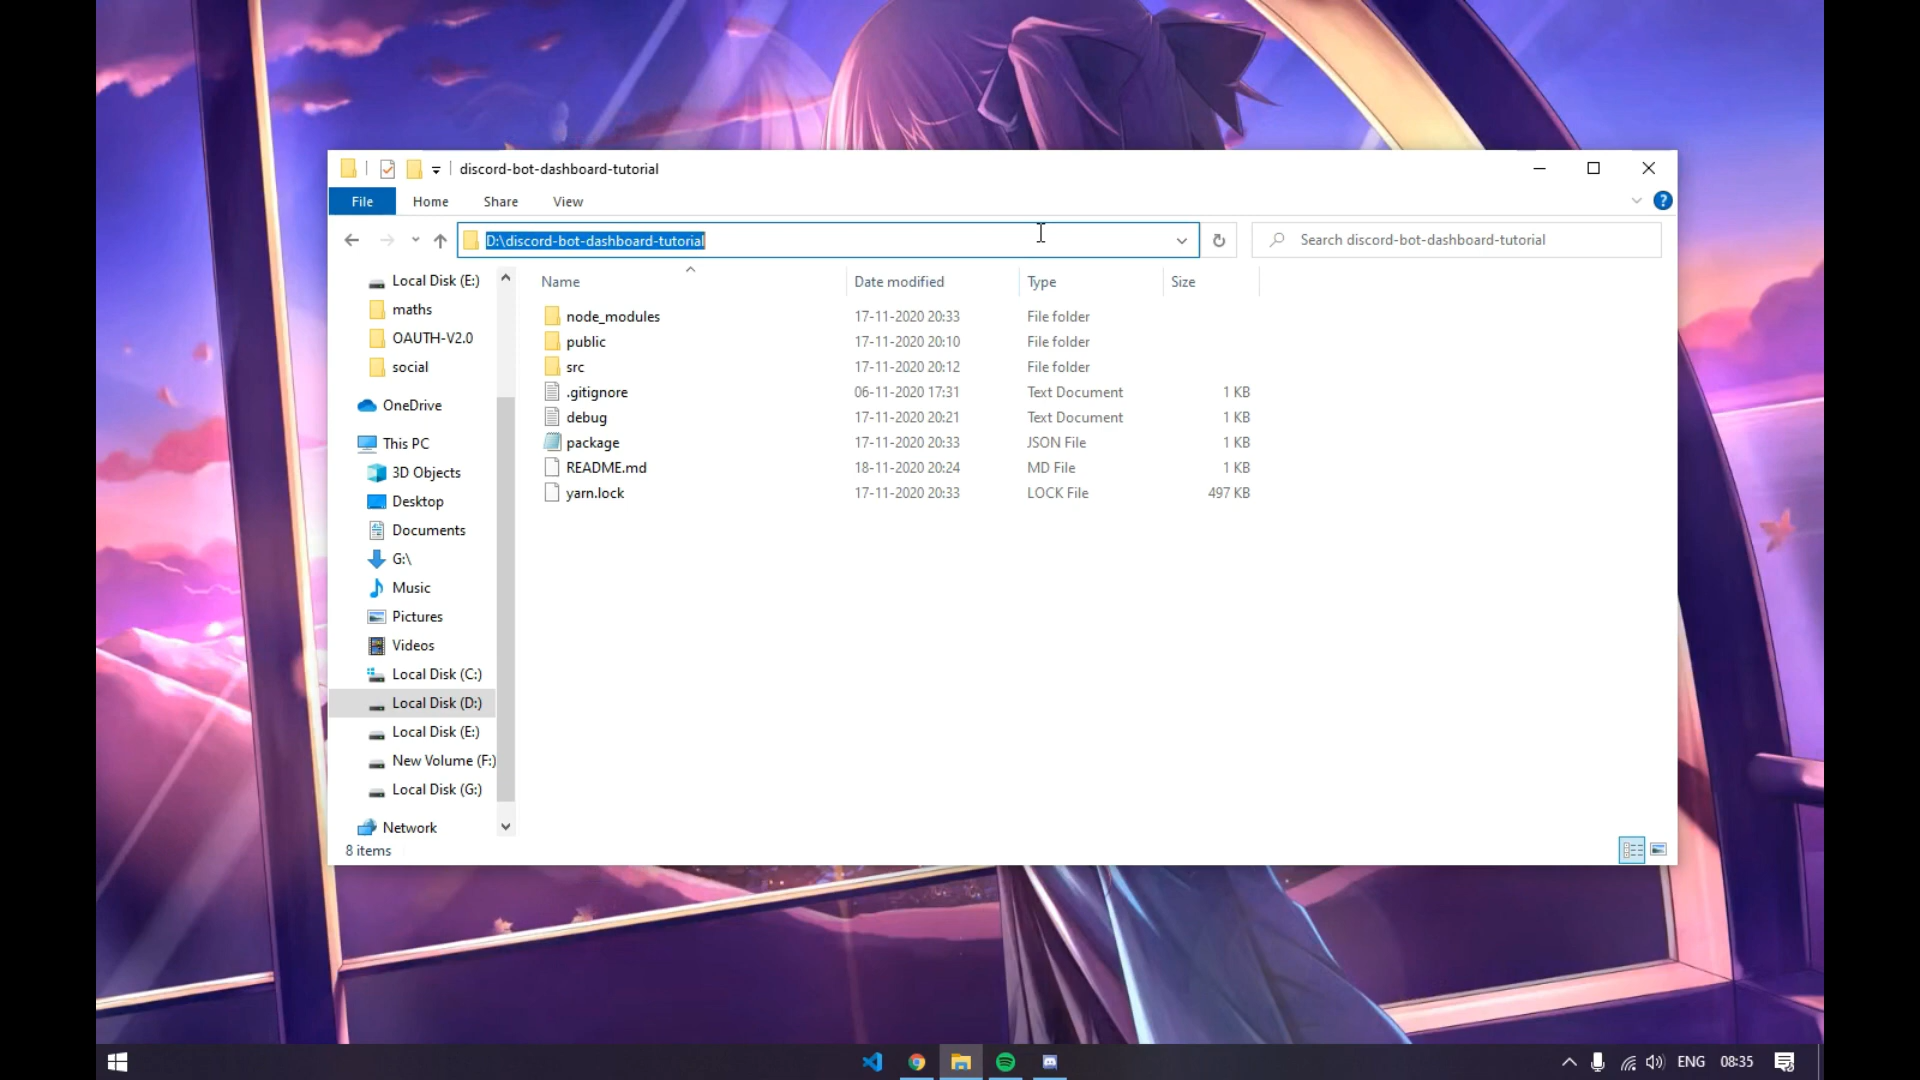 discord-bot-dashboard-tutorial
File Home Share View
D:\discord-bot-dashboard-tutorial
Search discord-bot-dashboard-tutorial
Local Disk (E:)
maths
OAUTH-V2.0
social
OneDrive
This PC
3D Objects
Desktop
Documents
G:\
Music
Pictures
Videos
Local Disk (C:)
Local Disk (D:)
Local Disk (E:)
New Volume (F:)
Local Disk (G:)
Network
Name Date modified Type Size
node_modules 17-11-2020 20:33 File folder
public 17-11-2020 20:10 File folder
src 17-11-2020 20:12 File folder
.gitignore 06-11-2020 17:31 Text Document 1 KB
debug 17-11-2020 20:21 Text Document 1 KB
package 17-11-2020 20:33 JSON File 1 KB
README.md 18-11-2020 20:24 MD File 1 KB
yarn.lock 17-11-2020 20:33 LOCK File 497 KB
8 items
ENG 08:35